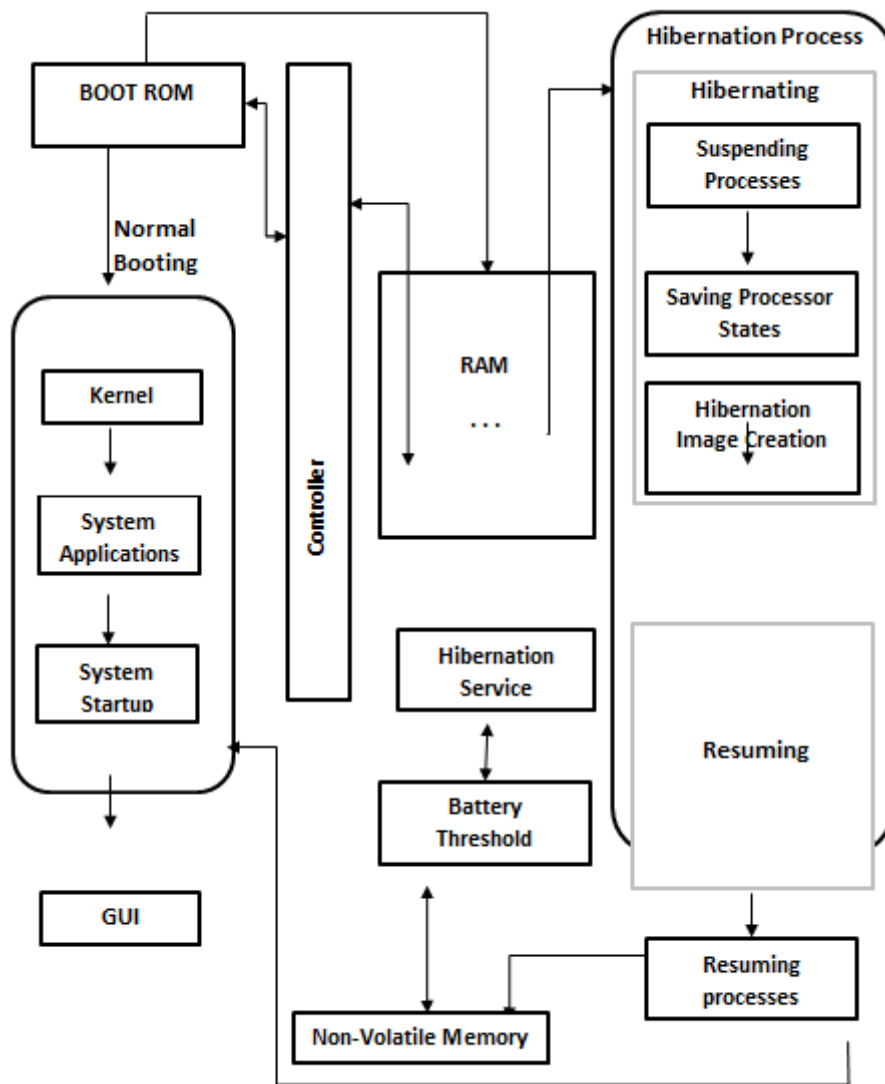 Hibernation Process
BOOT ROM
Hibernating
Suspending
Processes
Normal
Booting
Saving Processor
States
RAM
...
Kernel
Hibernation
Image Creation
Controller
System
Applications
Hibernation
Service
System
Startup
Resuming
Battery
Threshold
GUI
Resuming
processes
Non-Volatile Memory